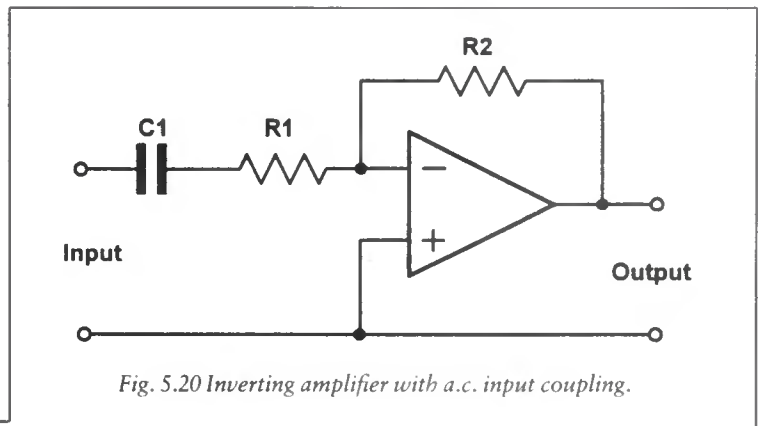 R2
C1
R1
−
+
Input
Output
Fig. 5.20 Inverting amplifier with a.c. input coupling.